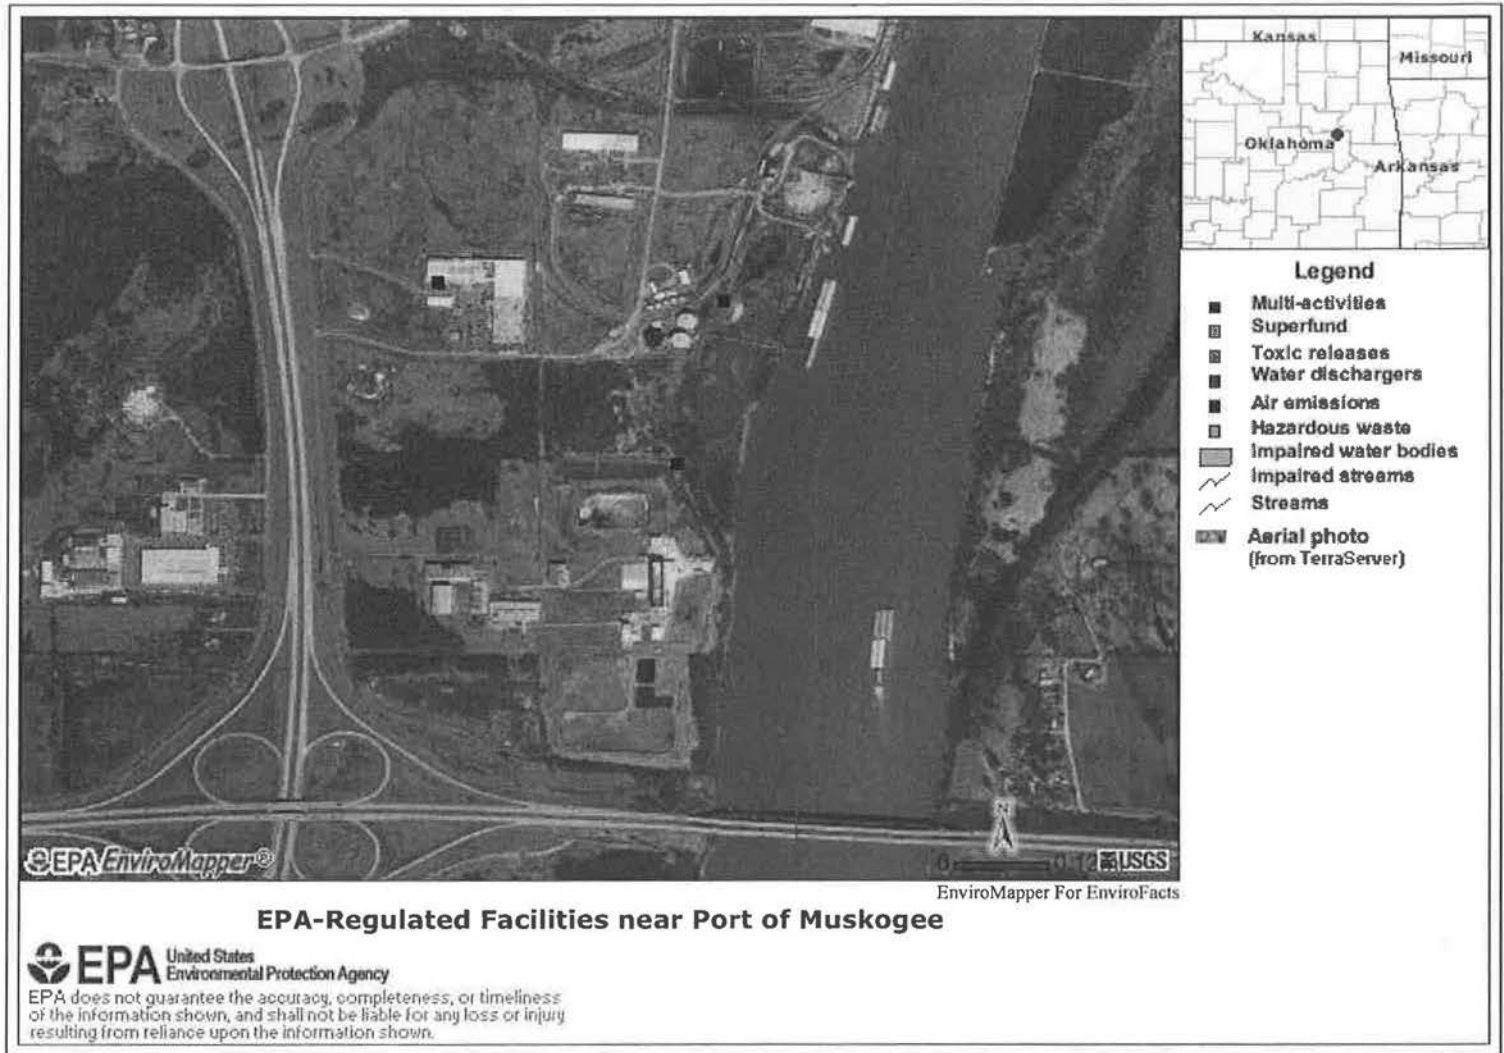 Kansas
Missouri
Oklahoma
Arkansas
Legend
Multi-activities
Superfund
Toxic releases
Water dischargers
Air emissions
Hazardous waste
Impaired water bodies
Impaired streams
Streams
Aerial photo
(from TerraServer)
N
EPA EnviroMapper®
0 0.12
USGS
EnviroMapper For EnviroFacts
EPA-Regulated Facilities near Port of Muskogee
EPA United States
Environmental Protection Agency
EPA does not guarantee the accuracy, completeness, or timeliness
of the information shown, and shall not be liable for any loss or injury
resulting from reliance upon the information shown.